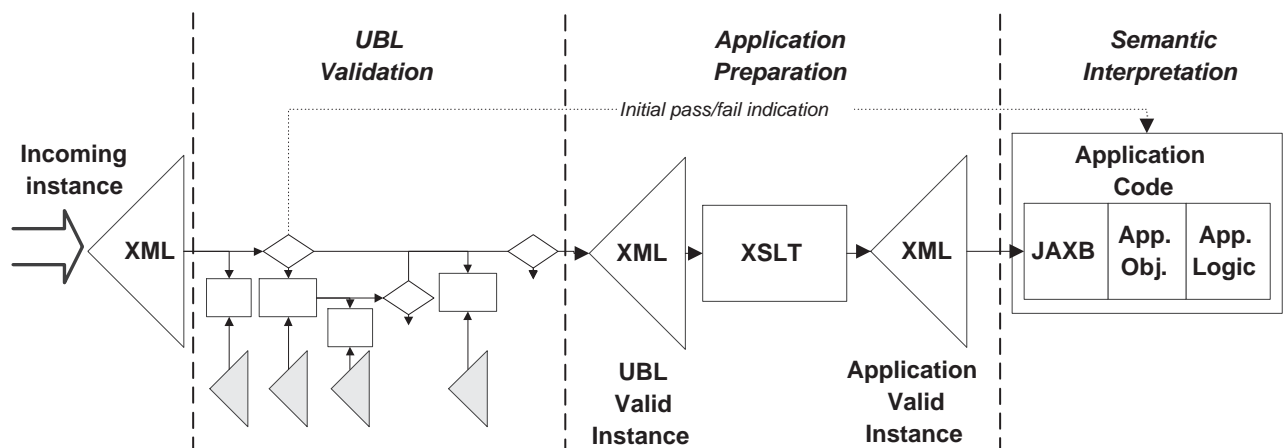 UBL
Validation
Application
Preparation
Semantic
Interpretation
Initial pass/fail indication
Incoming
instance
XML
XML
XSLT
XML
Application
Code
JAXB
App.
Obj.
App.
Logic
UBL
Valid
Instance
Application
Valid
Instance